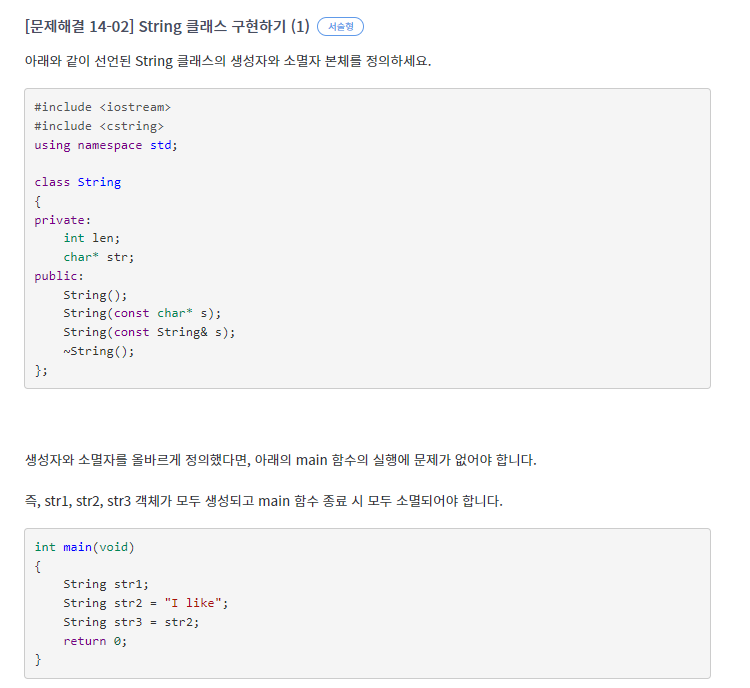 [문제해결 14-02] String 클래스 구현하기 (1) 서술형
아래와 같이 선언된 String 클래스의 생성자와 소멸자 본체를 정의하세요.
#include <iostream>
#include <cstring>
using namespace std;
class String
{
private:
    int len;
    char* str;
public:
    String();
    String(const char* s);
    String(const String& s);
    ~String();
};
생성자와 소멸자를 올바르게 정의했다면, 아래의 main 함수의 실행에 문제가 없어야 합니다.
즉, str1, str2, str3 객체가 모두 생성되고 main 함수 종료 시 모두 소멸되어야 합니다.
int main(void)
{
    String str1;
    String str2 = "I like";
    String str3 = str2;
    return 0;
}